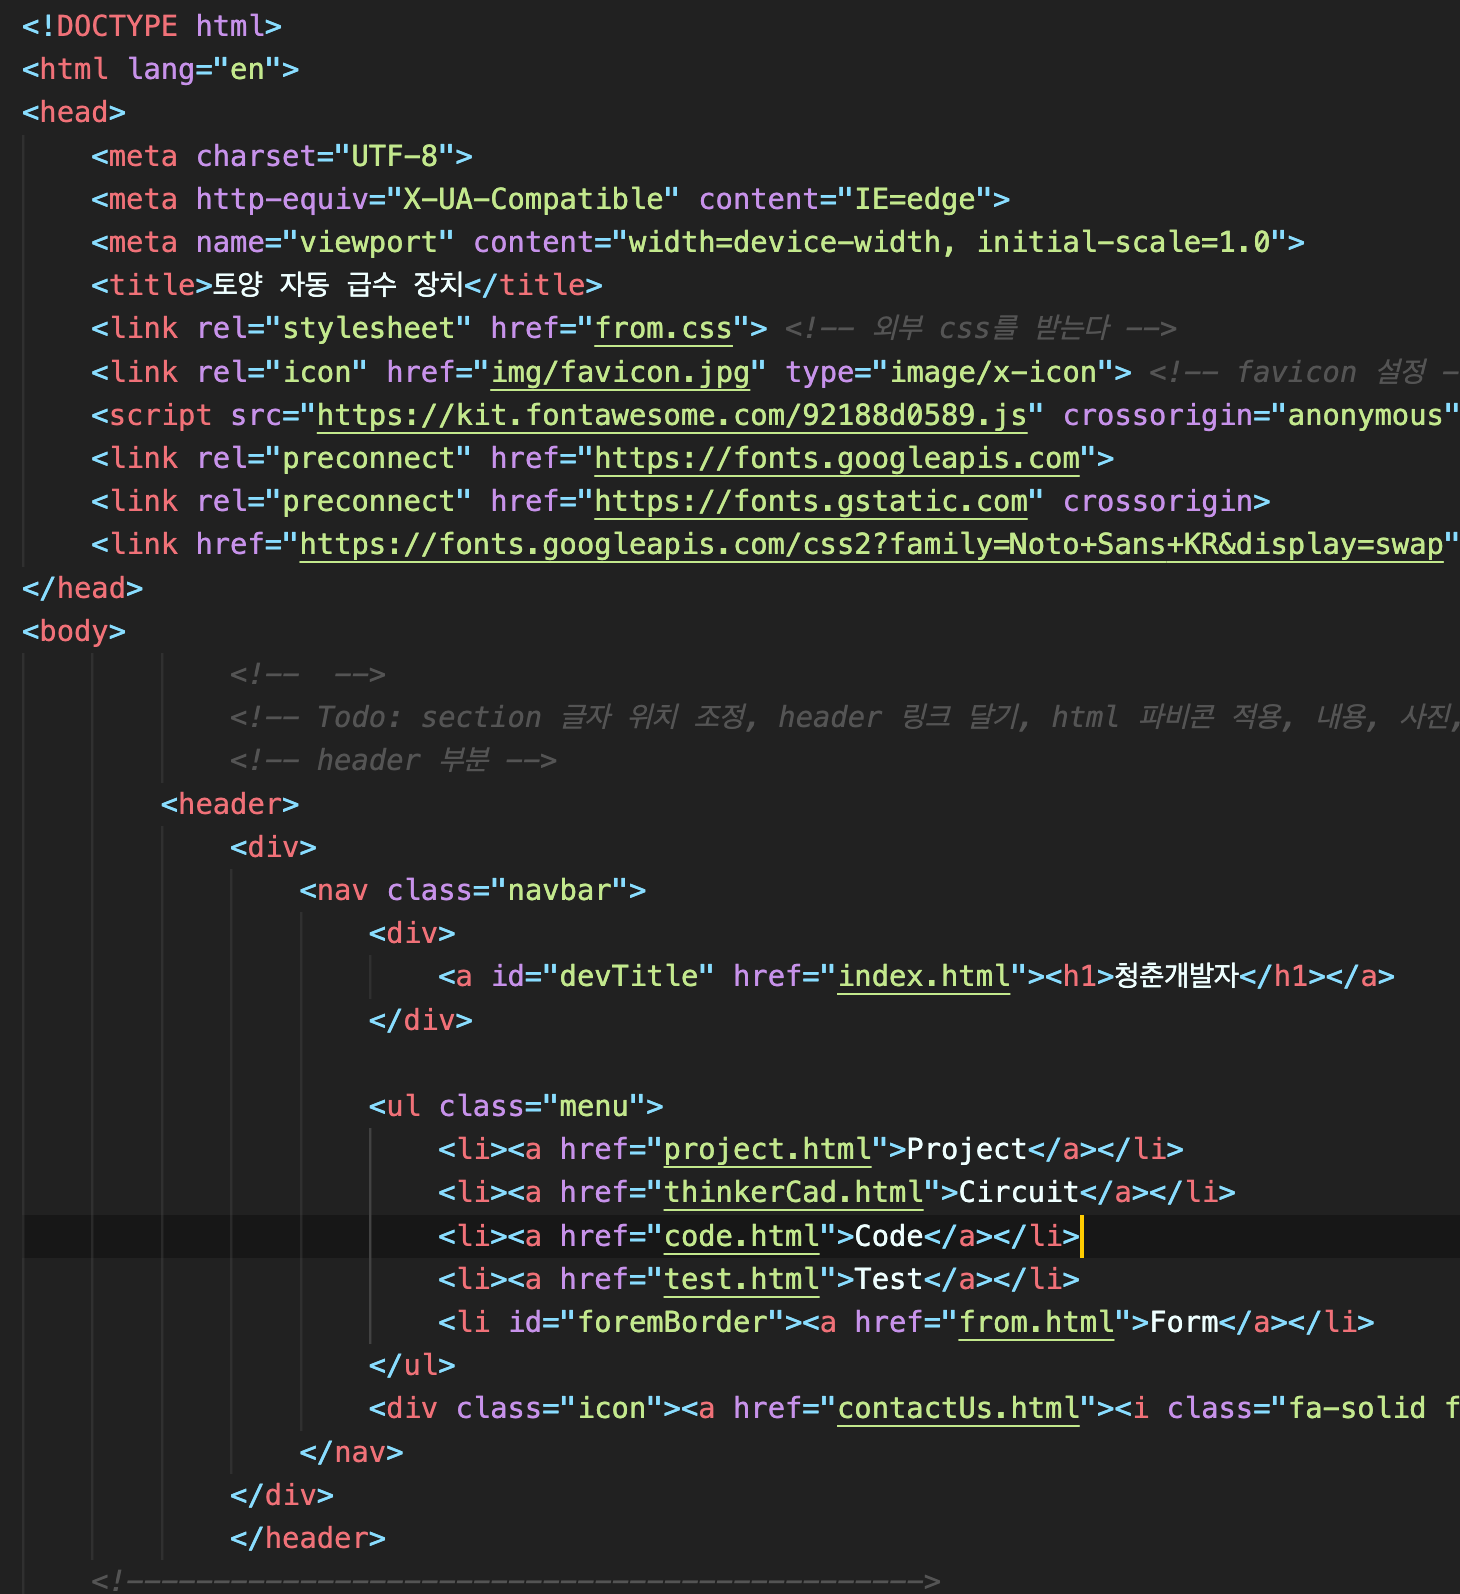 <!DOCTYPE html>
<html lang="en">
<head>
<meta charset="UTF-8">
<meta http-equiv="X-UA-Compatible" content="IE=edge">
<meta name="viewport" content="width=device-width, initial-scale=1.0">
<title>토양 자동 급수 장치</title>
<link rel="stylesheet" href="from.css"> <!-- 외부 css를 받는다 -->
<link rel="icon" href="img/favicon.jpg" type="image/x-icon"> <!-- favicon 설정 -
<script src="https://kit.fontawesome.com/92188d0589.js" crossorigin="anonymous"
<link rel="preconnect" href="https://fonts.googleapis.com">
<link rel="preconnect" href="https://fonts.gstatic.com" crossorigin>
<link href="https://fonts.googleapis.com/css2?family=Noto+Sans+KR&display=swap"
</head>
<body>
<!--  -->
<!-- Todo: section 글자 위치 조정, header 링크 달기, html 파비콘 적용, 내용, 사진,
<!-- header 부분 -->
<header>
<div>
<nav class="navbar">
<div>
<a id="devTitle" href="index.html"><h1>청춘개발자</h1></a>
</div>
<ul class="menu">
<li><a href="project.html">Project</a></li>
<li><a href="thinkerCad.html">Circuit</a></li>
<li><a href="code.html">Code</a></li>
<li><a href="test.html">Test</a></li>
<li id="foremBorder"><a href="from.html">Form</a></li>
</ul>
<div class="icon"><a href="contactUs.html"><i class="fa-solid f
</nav>
</div>
</header>
<!---------------------------------------------->